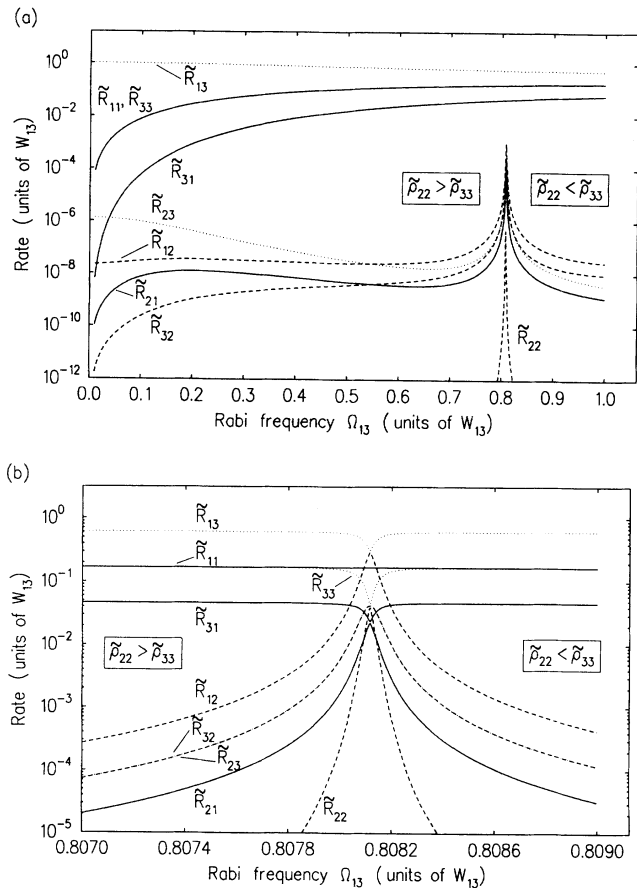 (a)
Rate ( units of W₁₃)
10⁰
10⁻²
10⁻⁴
10⁻⁶
10⁻⁸
10⁻¹⁰
10⁻¹²
R̃₁₃
R̃₁₁, R̃₃₃
R̃₃₁
R̃₂₃
R̃₁₂
R̃₂₁
R̃₃₂
ρ̃₂₂ > ρ̃₃₃
ρ̃₂₂ < ρ̃₃₃
R̃₂₂
0.0 0.1 0.2 0.3 0.4 0.5 0.6 0.7 0.8 0.9 1.0
Rabi frequency Ω₁₃ ( units of W₁₃)
(b)
Rate ( units of W₁₃)
10⁰
10⁻¹
10⁻²
10⁻³
10⁻⁴
10⁻⁵
R̃₁₃
R̃₁₁
R̃₃₃
R̃₃₁
ρ̃₂₂ > ρ̃₃₃
ρ̃₂₂ < ρ̃₃₃
R̃₁₂
R̃₃₂
R̃₂₃
R̃₂₁
R̃₂₂
0.8070 0.8074 0.8078 0.8082 0.8086 0.8090
Rabi frequency Ω₁₃ ( units of W₁₃)